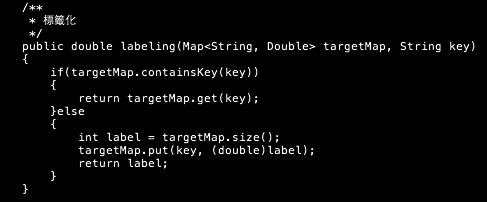 /**
 * 標籤化
 */
public double labeling(Map<String, Double> targetMap, String key)
{
    if(targetMap.containsKey(key))
    {
        return targetMap.get(key);
    }else
    {
        int label = targetMap.size();
        targetMap.put(key, (double)label);
        return label;
    }
}